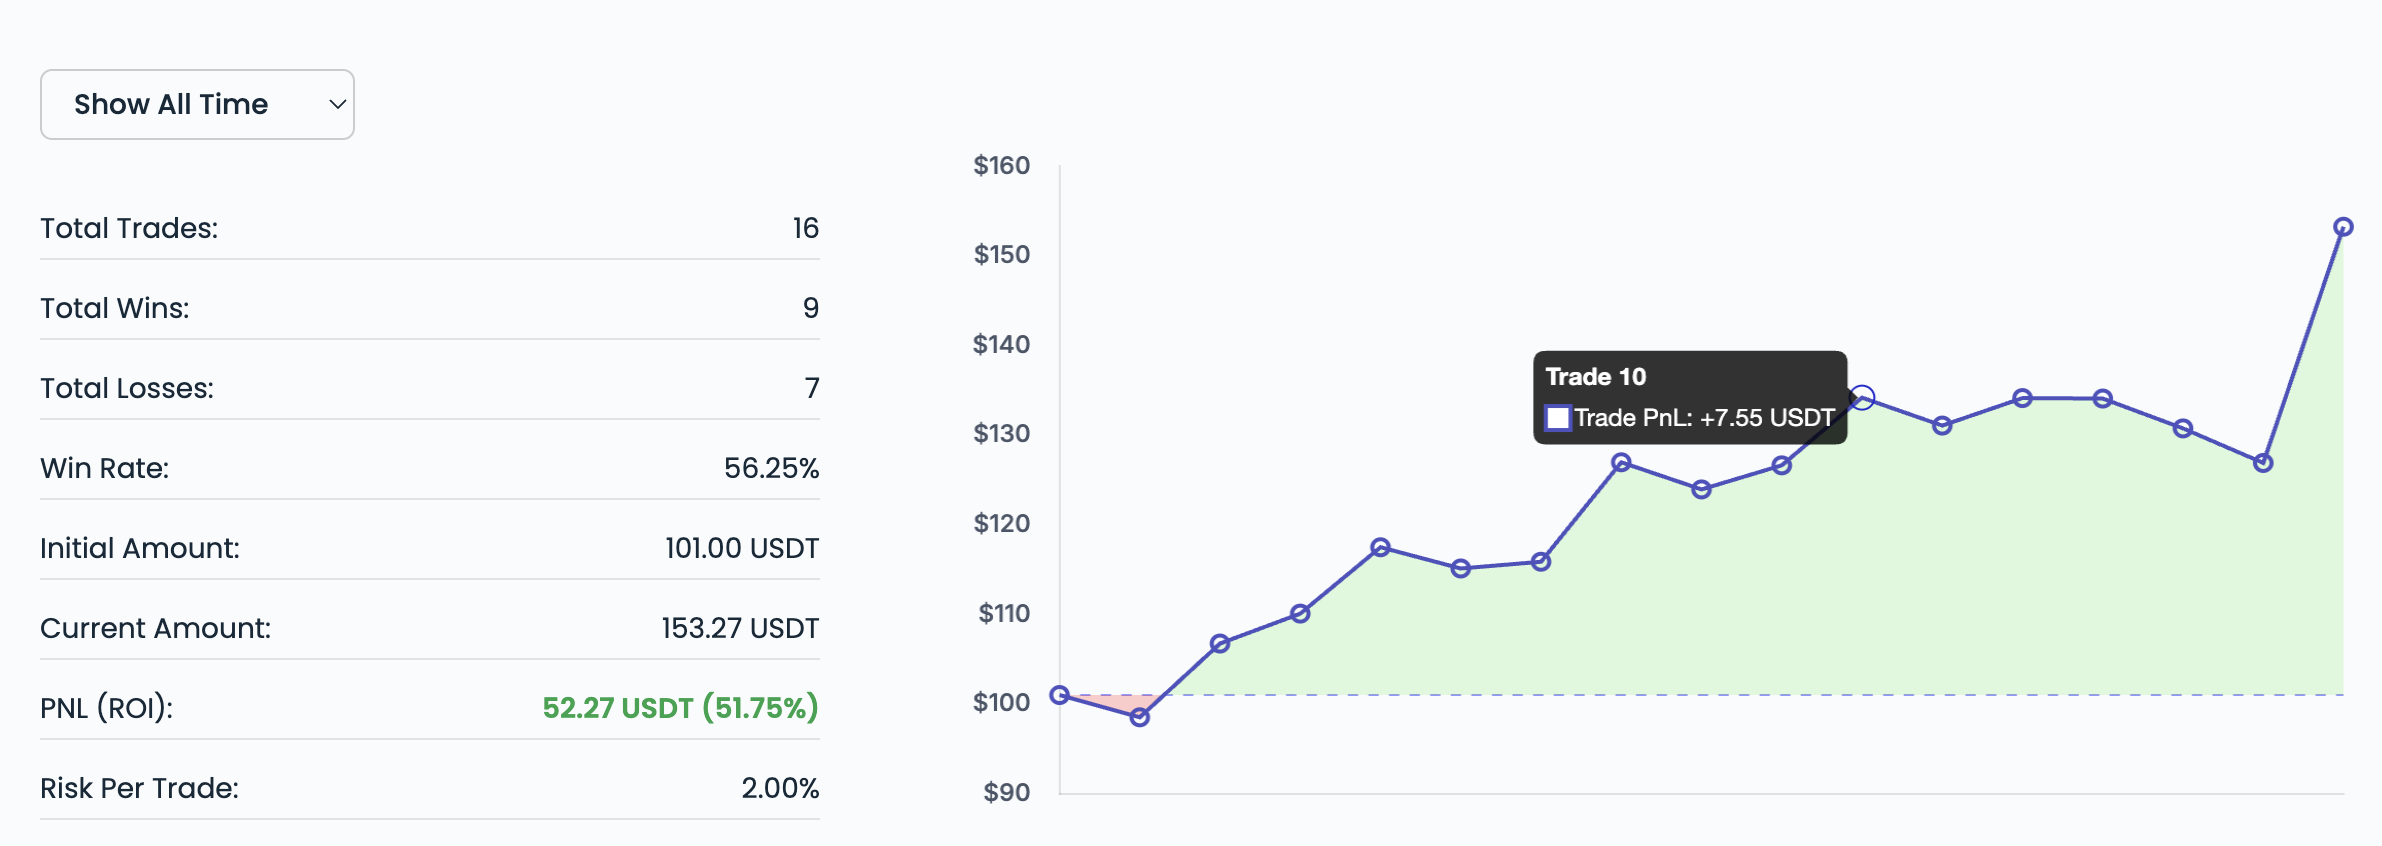 Show All Time
Total Trades: 16
Total Wins: 9
Total Losses: 7
Win Rate: 56.25%
Initial Amount: 101.00 USDT
Current Amount: 153.27 USDT
PNL (ROI): 52.27 USDT (51.75%)
Risk Per Trade: 2.00%
$160
$150
$140
$130
$120
$110
$100
$90
Trade 10
Trade PnL: +7.55 USDT